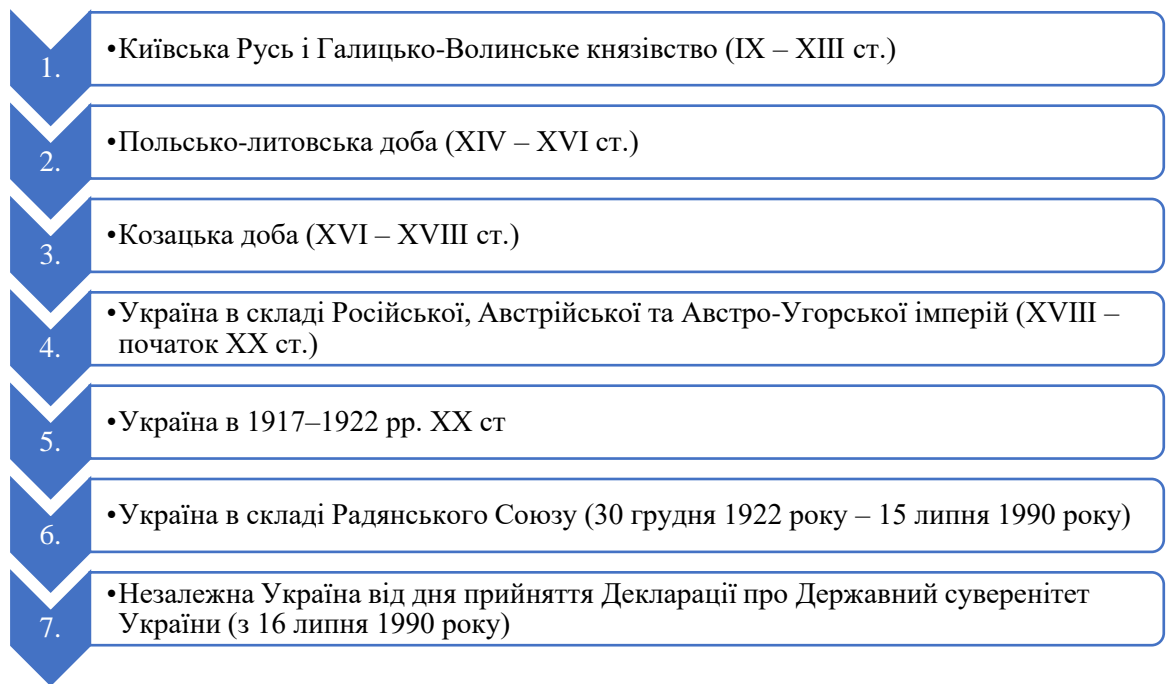 1.
•Київська Русь і Галицько-Волинське князівство (IX – XIII ст.)
2.
•Польсько-литовська доба (XIV – XVI ст.)
3.
•Козацька доба (XVI – XVIII ст.)
4.
•Україна в складі Російської, Австрійської та Австро-Угорської імперій (XVIII –
початок XX ст.)
5.
•Україна в 1917–1922 рр. XX ст
6.
•Україна в складі Радянського Союзу (30 грудня 1922 року – 15 липня 1990 року)
7.
•Незалежна Україна від дня прийняття Декларації про Державний суверенітет
України (з 16 липня 1990 року)